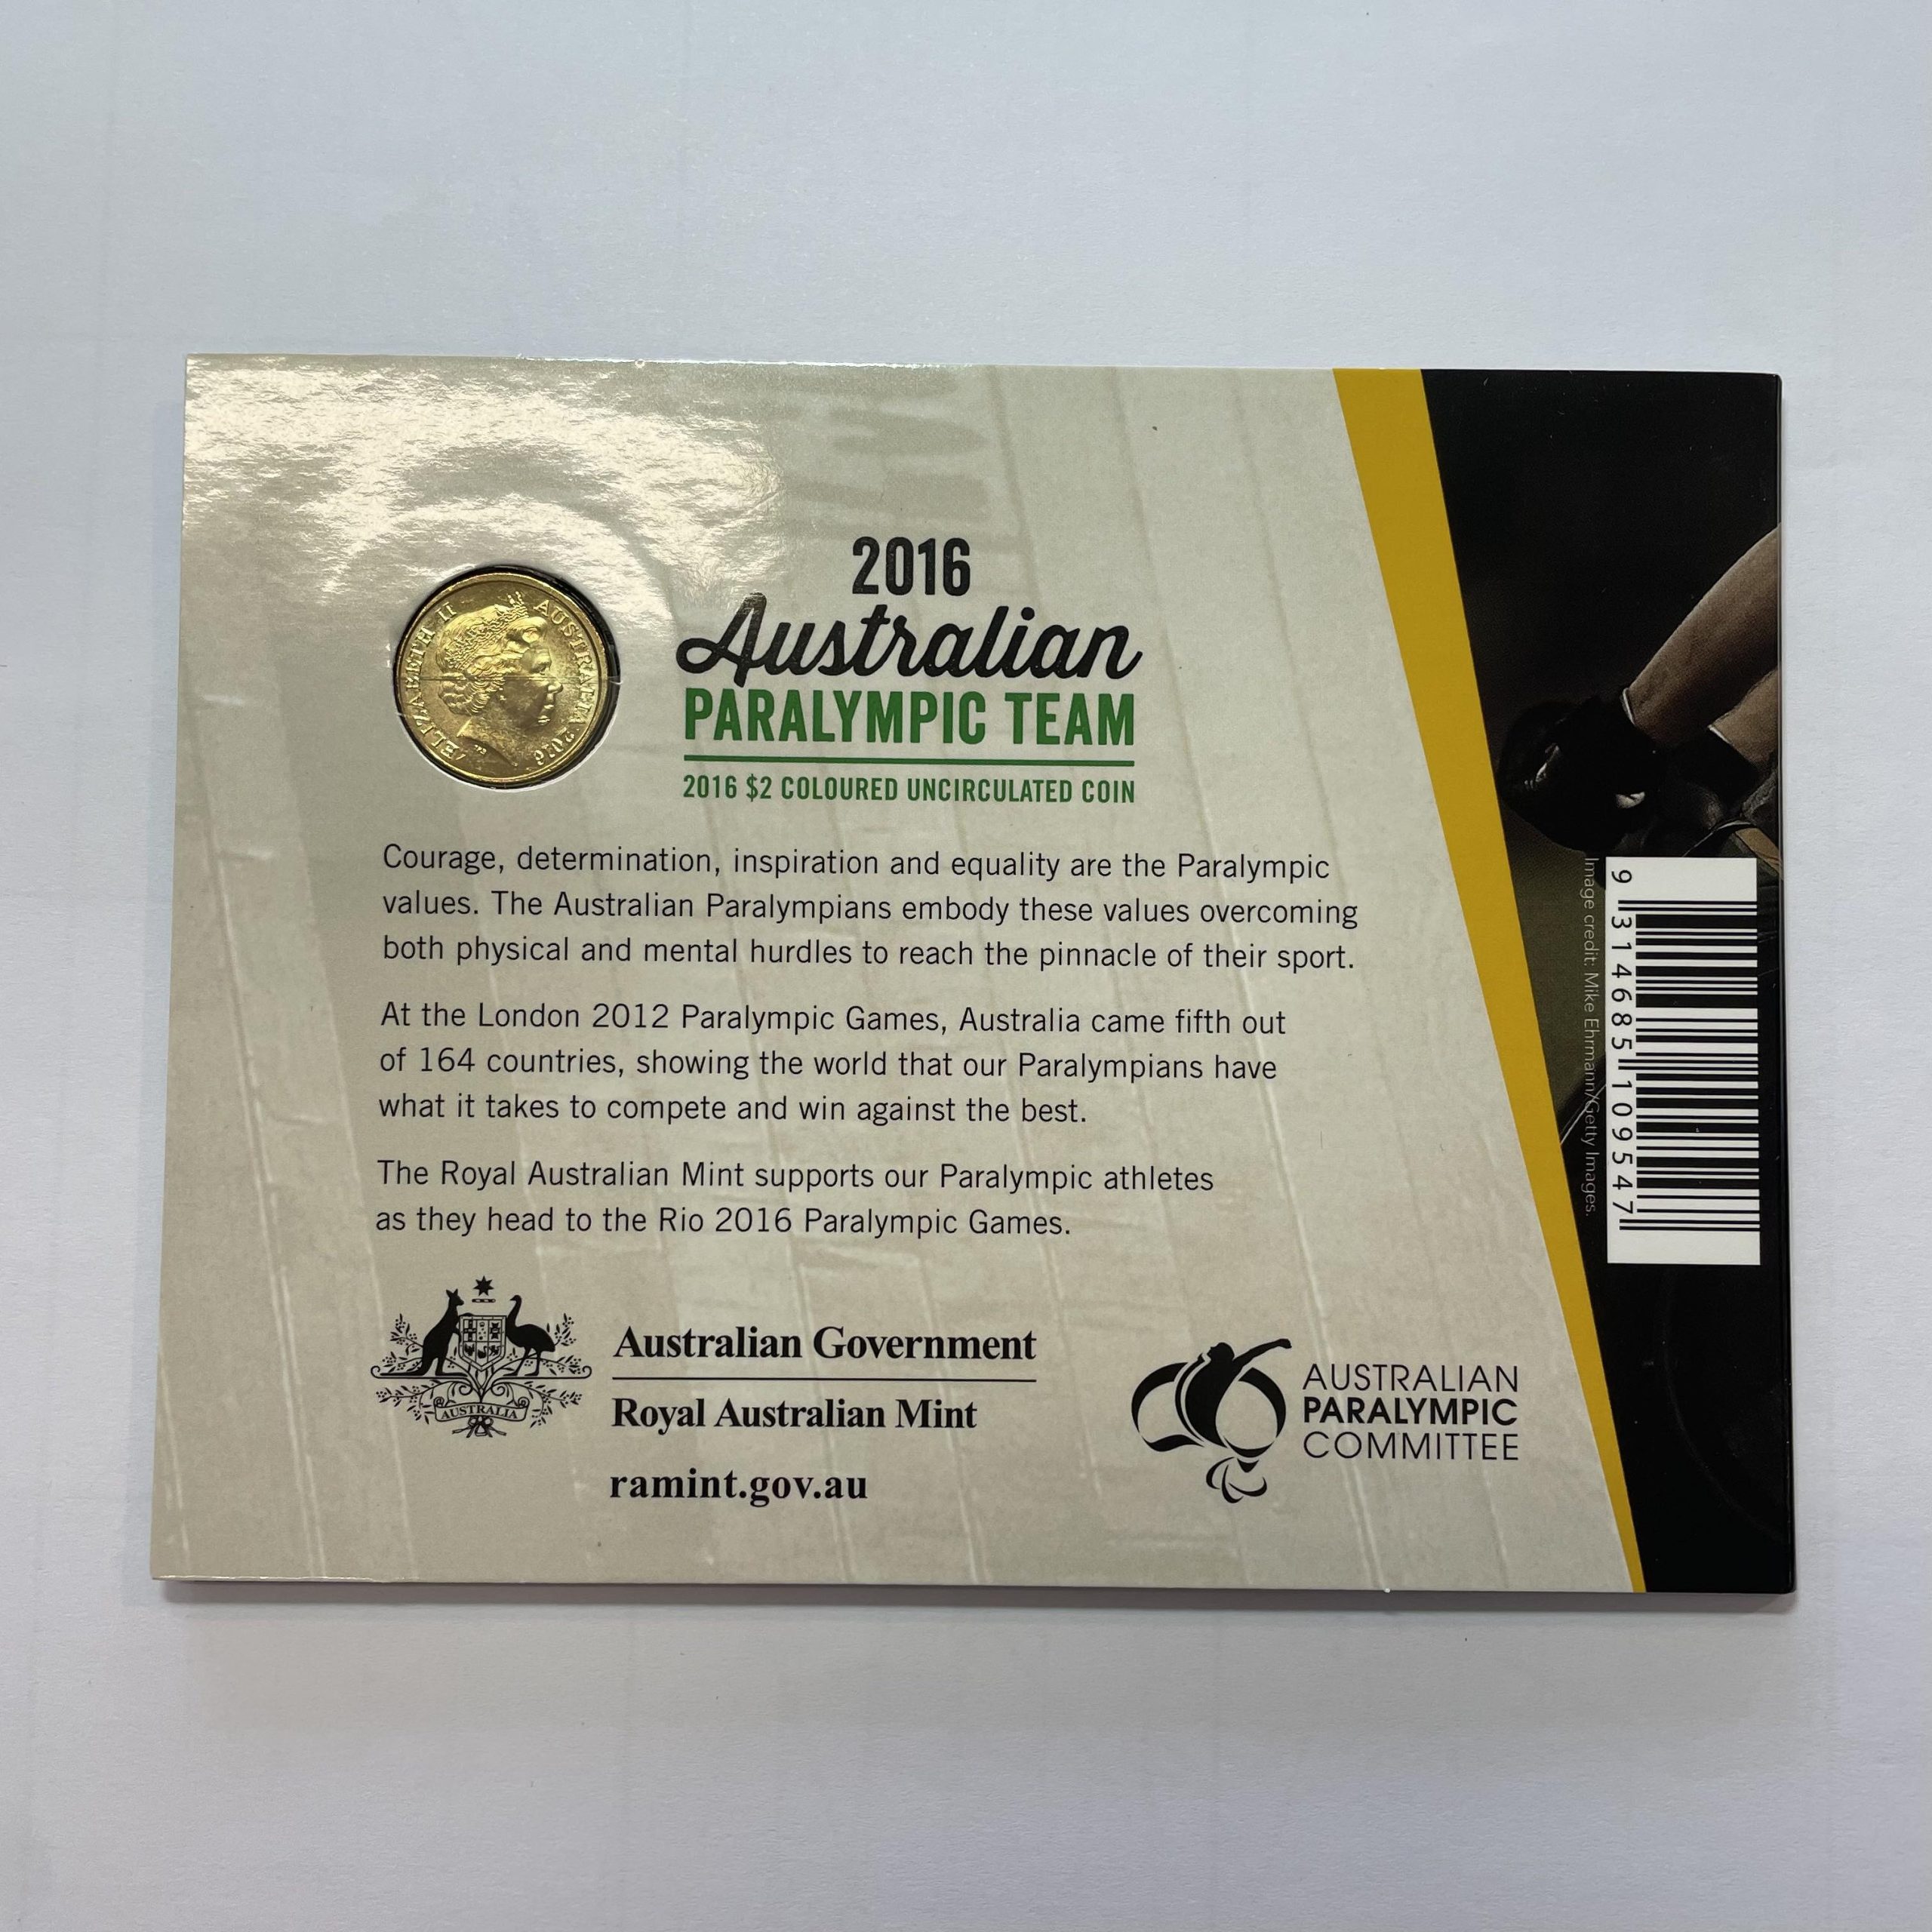 ELIZABETH II AUSTRALIA 2016
2016
Australian
PARALYMPIC TEAM
2016 $2 COLOURED UNCIRCULATED COIN
Courage, determination, inspiration and equality are the Paralympic
values. The Australian Paralympians embody these values overcoming
both physical and mental hurdles to reach the pinnacle of their sport.
At the London 2012 Paralympic Games, Australia came fifth out
of 164 countries, showing the world that our Paralympians have
what it takes to compete and win against the best.
The Royal Australian Mint supports our Paralympic athletes
as they head to the Rio 2016 Paralympic Games.
AUSTRALIA
Australian Government
Royal Australian Mint
ramint.gov.au
AUSTRALIAN
PARALYMPIC
COMMITTEE
Image credit: Mike Ehrmann/Getty Images.
9 314685 109547